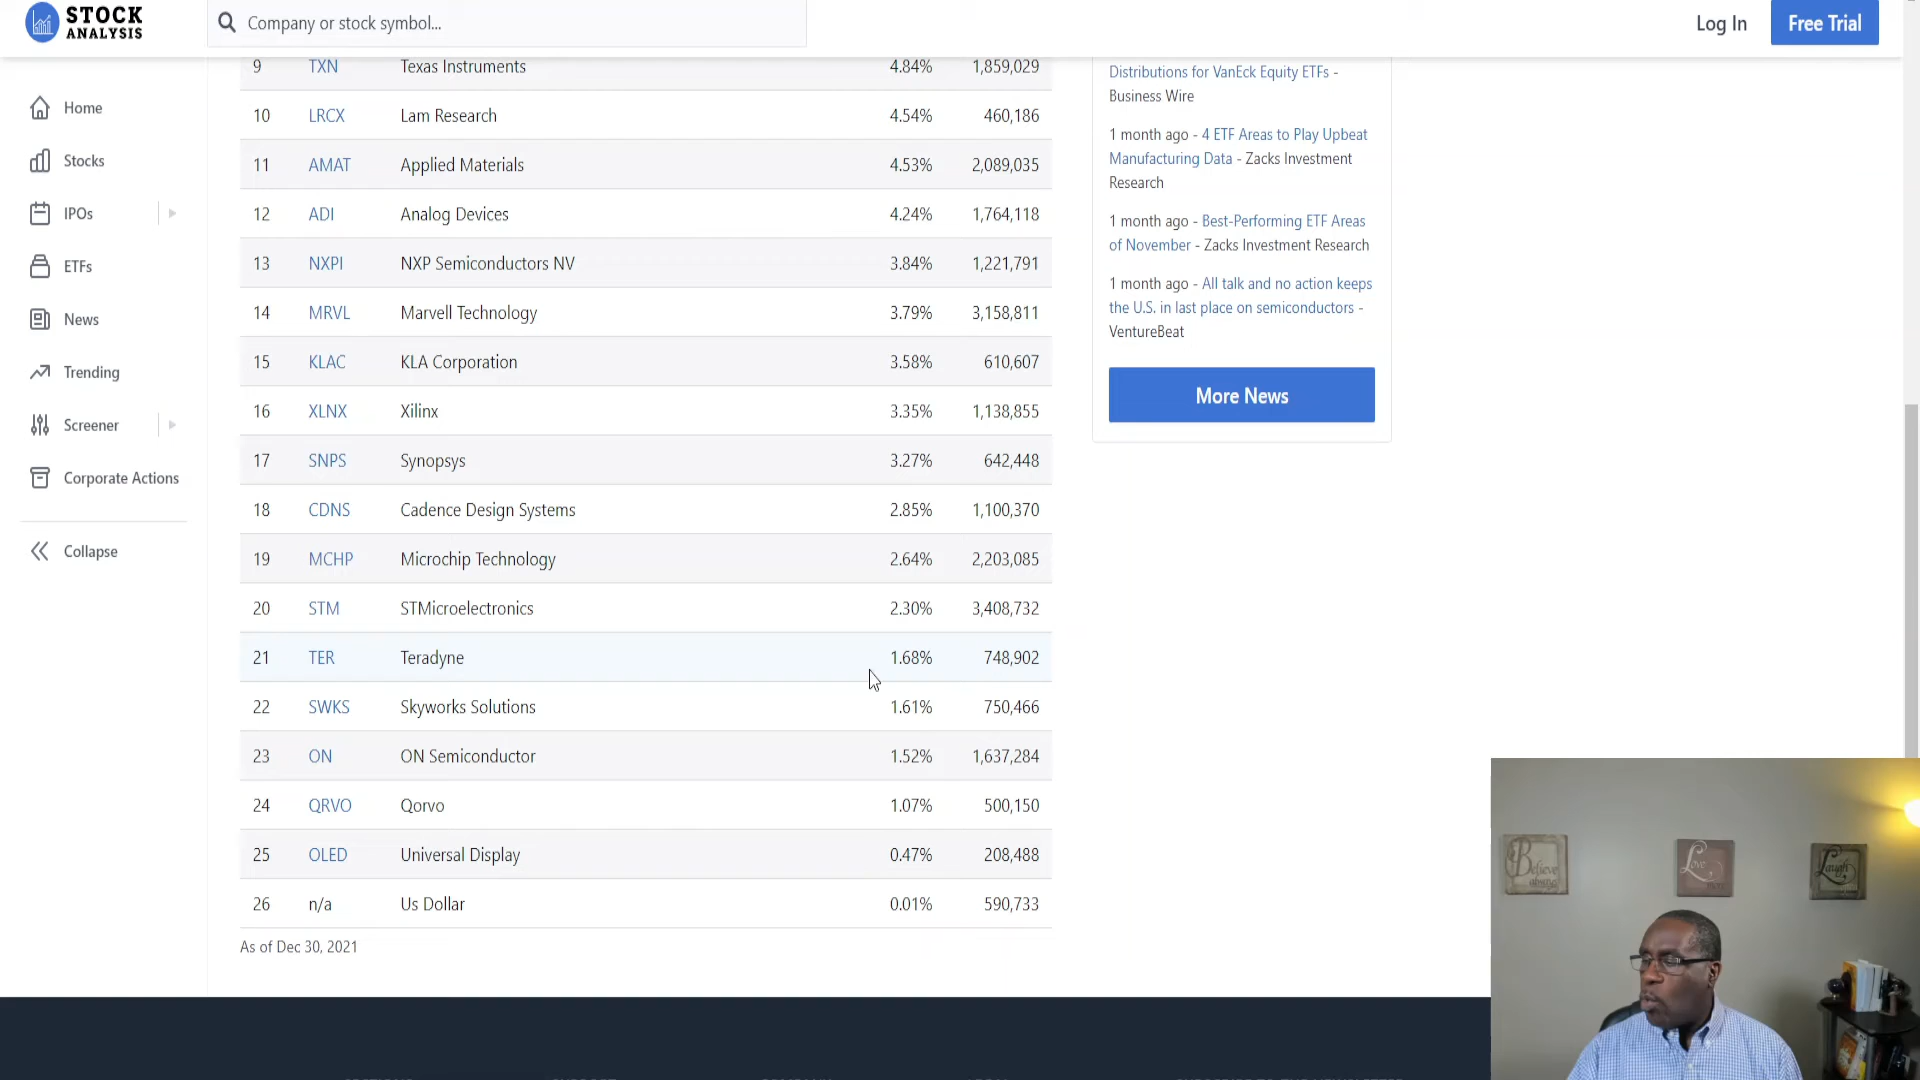 STOCK
ANALYSIS
Company or stock symbol...
Log In
Free Trial
Home
Stocks
IPOs
ETFs
News
Trending
Screener
Corporate Actions
Collapse
9 TXN Texas Instruments 4.84% 1,859,029
10 LRCX Lam Research 4.54% 460,186
11 AMAT Applied Materials 4.53% 2,089,035
12 ADI Analog Devices 4.24% 1,764,118
13 NXPI NXP Semiconductors NV 3.84% 1,221,791
14 MRVL Marvell Technology 3.79% 3,158,811
15 KLAC KLA Corporation 3.58% 610,607
16 XLNX Xilinx 3.35% 1,138,855
17 SNPS Synopsys 3.27% 642,448
18 CDNS Cadence Design Systems 2.85% 1,100,370
19 MCHP Microchip Technology 2.64% 2,203,085
20 STM STMicroelectronics 2.30% 3,408,732
21 TER Teradyne 1.68% 748,902
22 SWKS Skyworks Solutions 1.61% 750,466
23 ON ON Semiconductor 1.52% 1,637,284
24 QRVO Qorvo 1.07% 500,150
25 OLED Universal Display 0.47% 208,488
26 n/a Us Dollar 0.01% 590,733
As of Dec 30, 2021
Distributions for VanEck Equity ETFs -
Business Wire
1 month ago - 4 ETF Areas to Play Upbeat
Manufacturing Data - Zacks Investment
Research
1 month ago - Best-Performing ETF Areas
of November - Zacks Investment Research
1 month ago - All talk and no action keeps
the U.S. in last place on semiconductors -
VentureBeat
More News
Believe
always
Love
Laugh